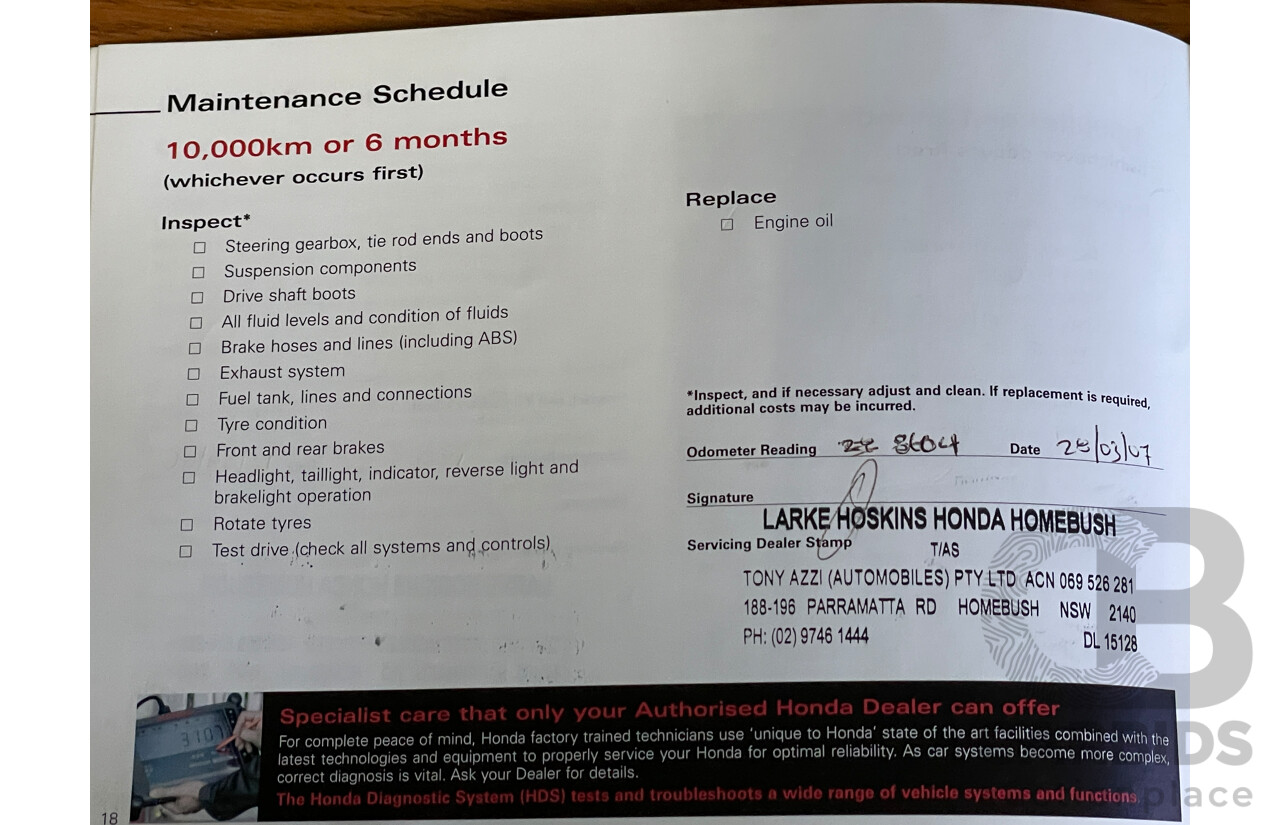 Maintenance Schedule
10,000km or 6 months
(whichever occurs first)
Inspect*
Steering gearbox, tie rod ends and boots
Suspension components
Drive shaft boots
All fluid levels and condition of fluids
Brake hoses and lines (including ABS)
Exhaust system
Fuel tank, lines and connections
Tyre condition
Front and rear brakes
Headlight, taillight, indicator, reverse light and
brakelight operation
Rotate tyres
Test drive (check all systems and controls)
Replace
Engine oil
*Inspect, and if necessary adjust and clean. If replacement is required,
additional costs may be incurred.
Odometer Reading 8604 Date 28/03/07
Signature
LARKE HOSKINS HONDA HOMEBUSH
Servicing Dealer Stamp
T/AS
TONY AZZI (AUTOMOBILES) PTY LTD ACN 069 526 281
188-196 PARRAMATTA RD HOMEBUSH NSW 2140
PH: (02) 9746 1444 DL 15128
Specialist care that only your Authorised Honda Dealer can offer
For complete peace of mind, Honda factory trained technicians use 'unique to Honda' state of the art facilities combined with the
latest technologies and equipment to properly service your Honda for optimal reliability. As car systems become more complex,
correct diagnosis is vital. Ask your Dealer for details.
The Honda Diagnostic System (HDS) tests and troubleshoots a wide range of vehicle systems and functions.
18